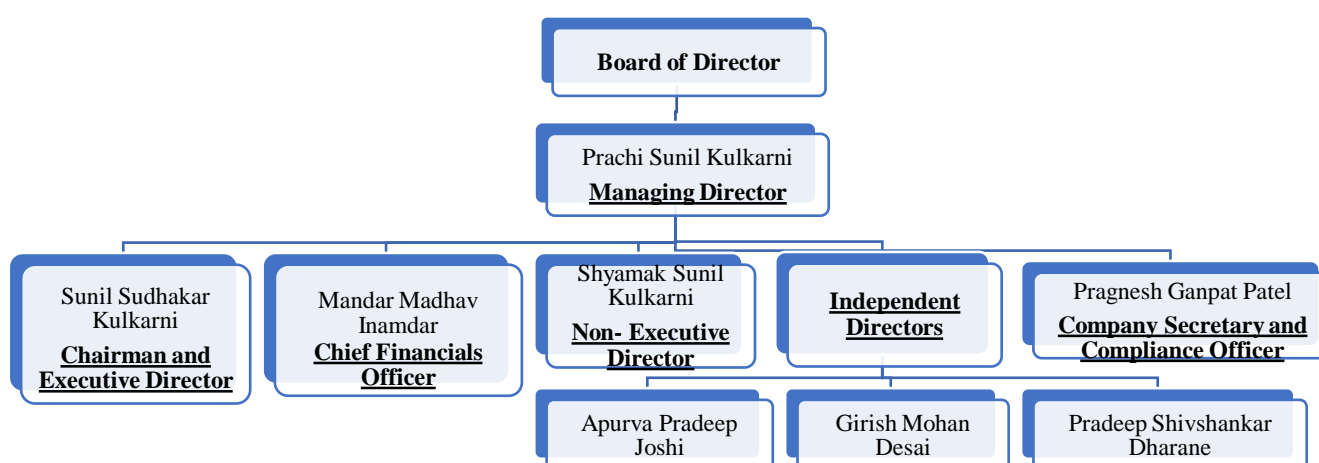 Board of Director
Prachi Sunil Kulkarni
Managing Director
Sunil Sudhakar
Kulkarni
Chairman and
Executive Director
Mandar Madhav
Inamdar
Chief Financials
Officer
Shyamak Sunil
Kulkarni
Non- Executive
Director
Independent
Directors
Pragnesh Ganpat Patel
Company Secretary and
Compliance Officer
Apurva Pradeep
Joshi
Girish Mohan
Desai
Pradeep Shivshankar
Dharane